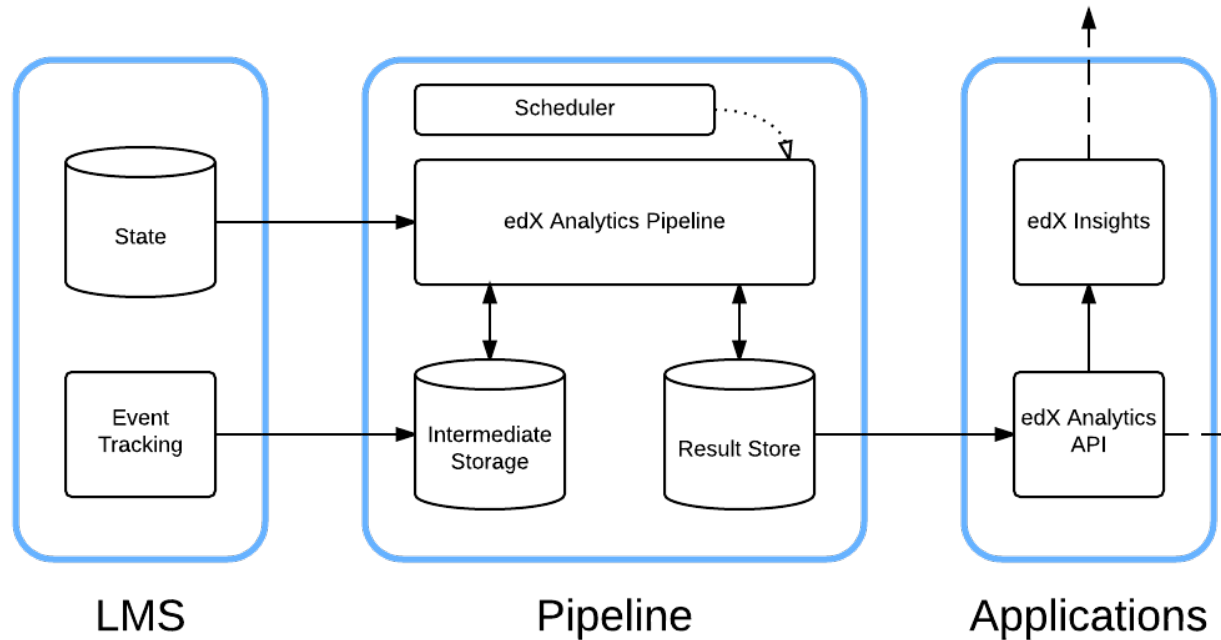 Scheduler
State
edX Analytics Pipeline
edX Insights
Event
Tracking
Intermediate
Storage
Result Store
edX Analytics
API
LMS
Pipeline
Applications